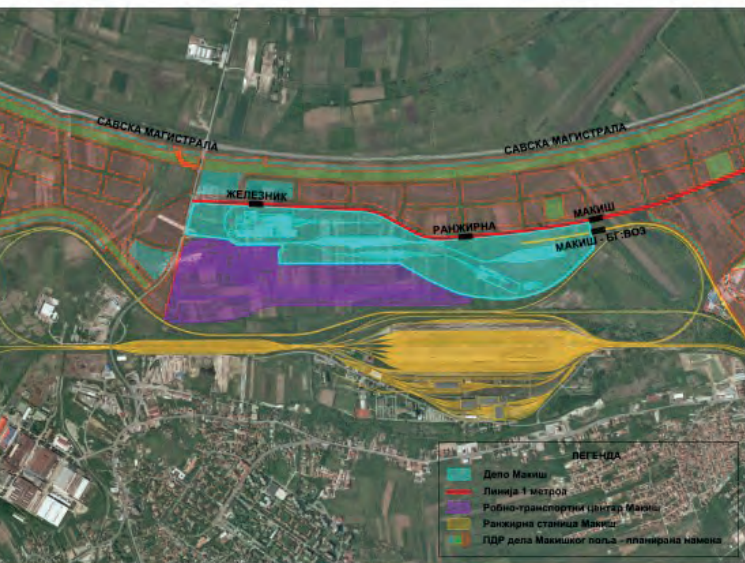 САВСКА МАГИСТРАЛА
САВСКА МАГИСТРАЛА
ЖЕЛЕЗНИК
РАНЖИРНА
МАКИШ
МАКИШ - БГ:ВОЗ
ЛЕГЕНДА
Депо Макиш
Линија 1 метроа
Робно-транспортни центар Макиш
Ранжирна станица Макиш
ПДР дела Макишког поља - планирана намена